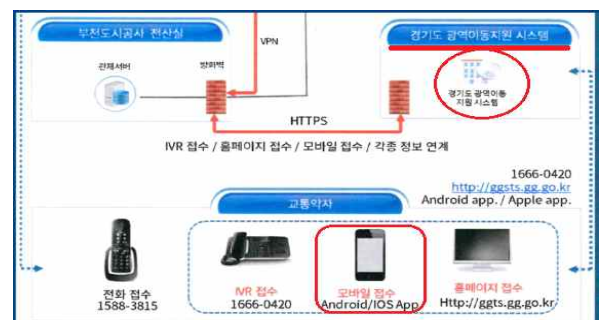 부천도시공사 전산실
VPN
경기도 광역이동지원 시스템
관제서버
방화벽
경기도 광역이동
지원 시스템
HTTPS
IVR 접수 / 홈페이지 접수 / 모바일 접수 / 각종 정보 연계
1666-0420
http://ggsts.gg.go.kr
Android app. / Apple app.
교통약자
전화 접수
1588-3815
IVR 접수
1666-0420
모바일 접수
Android/IOS App
홈페이지 접수
Http://ggts.gg.go.kr